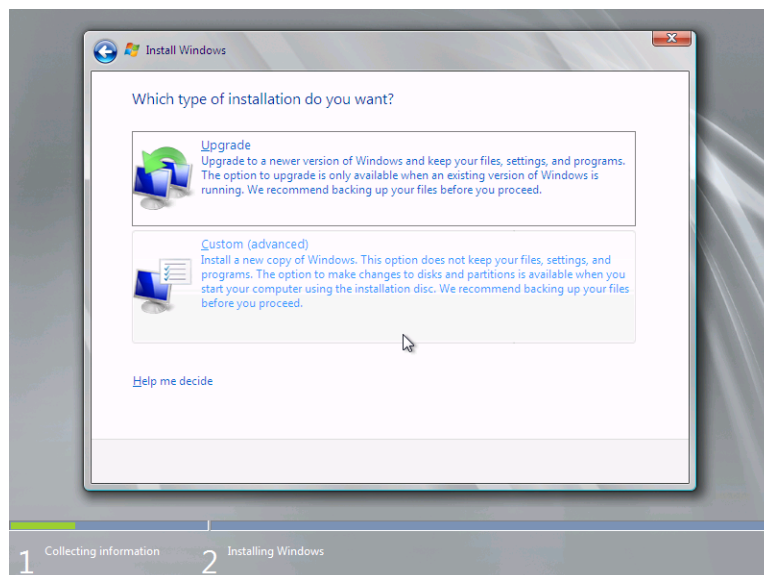 Install Windows
Which type of installation do you want?
Upgrade
Upgrade to a newer version of Windows and keep your files, settings, and programs.
The option to upgrade is only available when an existing version of Windows is
running. We recommend backing up your files before you proceed.
Custom (advanced)
Install a new copy of Windows. This option does not keep your files, settings, and
programs. The option to make changes to disks and partitions is available when you
start your computer using the installation disc. We recommend backing up your files
before you proceed.
Help me decide
1 Collecting information 2 Installing Windows